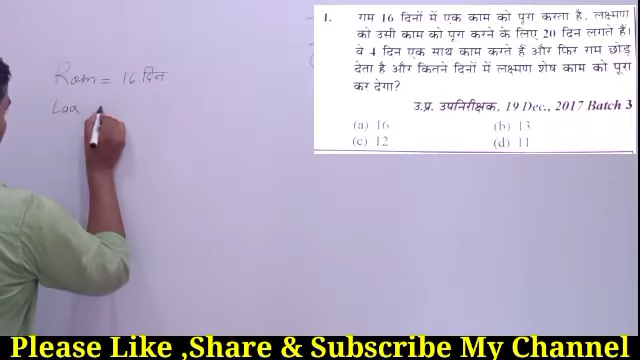 1. राम 16 दिनों में एक काम को पूरा करता है. लक्ष्मण
को उसी काम को पूरा करने के लिए 20 दिन लगते हैं।
वे 4 दिन एक साथ काम करते हैं और फिर राम छोड़
देता है और कितने दिनों में लक्ष्मण शेष काम को पूरा
कर देगा?
उ.प्र. उपनिरीक्षक, 19 Dec., 2017 Batch 3
(a) 16 (b) 13
(c) 12 (d) 11
Ram = 16 दिन
Lax
Please Like ,Share & Subscribe My Channel